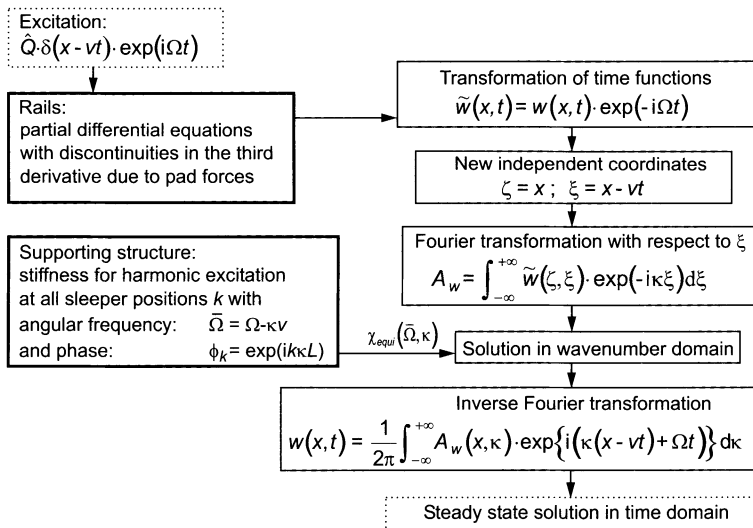 Excitation:
Q̂·δ(x - vt)·exp(iΩt)
Rails:
partial differential equations
with discontinuities in the third
derivative due to pad forces
Transformation of time functions
w̃(x,t) = w(x,t)·exp(-iΩt)
New independent coordinates
ζ = x ; ξ = x - vt
Fourier transformation with respect to ξ
A_w = ∫_{-∞}^{+∞} w̃(ζ,ξ)·exp(-iκξ)dξ
Supporting structure:
stiffness for harmonic excitation
at all sleeper positions k with
angular frequency: Ω̄ = Ω-κv
and phase: ϕ_k = exp(ikκL)
χ_equi(Ω̄,κ)
Solution in wavenumber domain
Inverse Fourier transformation
w(x,t) = 1/2π ∫_{-∞}^{+∞} A_w(x,κ)·exp{i(κ(x - vt)+Ωt)}dκ
Steady state solution in time domain